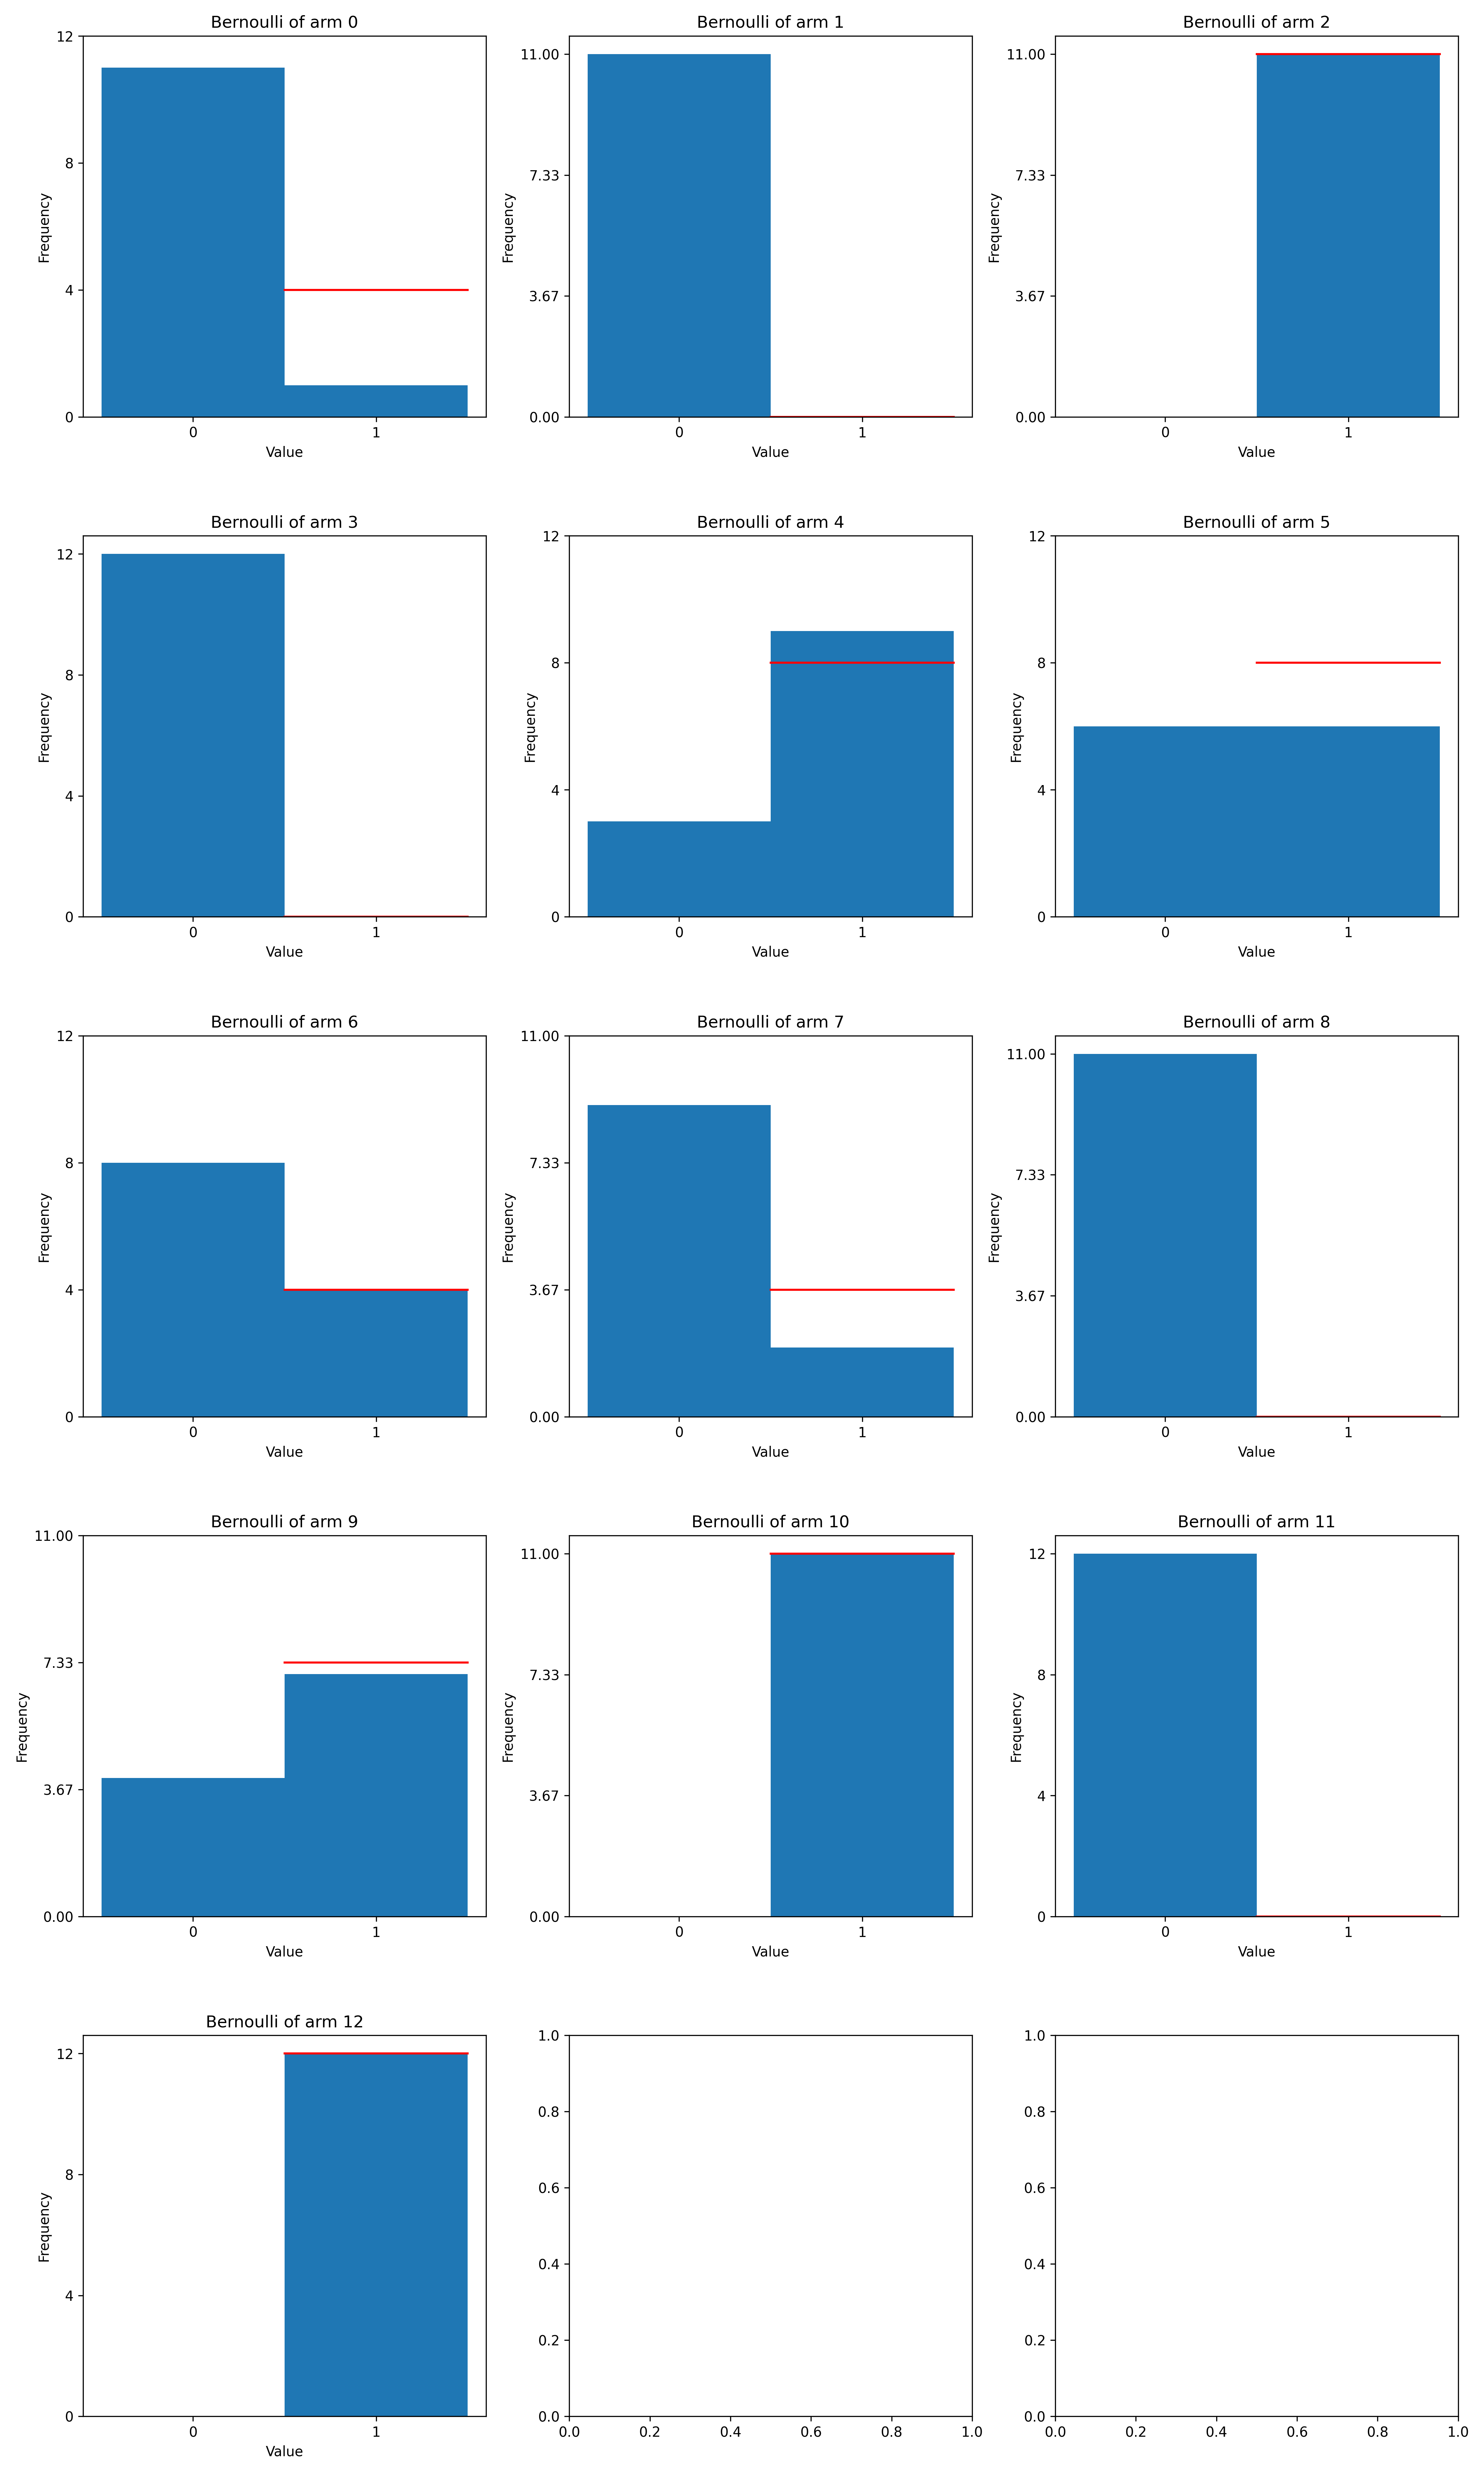 Bernoulli of arm 0
Bernoulli of arm 1
Bernoulli of arm 2
12
8
4
0
Frequency
0 1
Value
11.00
7.33
3.67
0.00
Frequency
0 1
Value
11.00
7.33
3.67
0.00
Frequency
0 1
Value
Bernoulli of arm 3
Bernoulli of arm 4
Bernoulli of arm 5
12
8
4
0
Frequency
0 1
Value
12
8
4
0
Frequency
0 1
Value
12
8
4
0
Frequency
0 1
Value
Bernoulli of arm 6
Bernoulli of arm 7
Bernoulli of arm 8
12
8
4
0
Frequency
0 1
Value
11.00
7.33
3.67
0.00
Frequency
0 1
Value
11.00
7.33
3.67
0.00
Frequency
0 1
Value
Bernoulli of arm 9
Bernoulli of arm 10
Bernoulli of arm 11
11.00
7.33
3.67
0.00
Frequency
0 1
Value
11.00
7.33
3.67
0.00
Frequency
0 1
Value
12
8
4
0
Frequency
0 1
Value
Bernoulli of arm 12
12
8
4
0
Frequency
0 1
Value
1.0
0.8
0.6
0.4
0.2
0.0
0.0 0.2 0.4 0.6 0.8 1.0
1.0
0.8
0.6
0.4
0.2
0.0
0.0 0.2 0.4 0.6 0.8 1.0